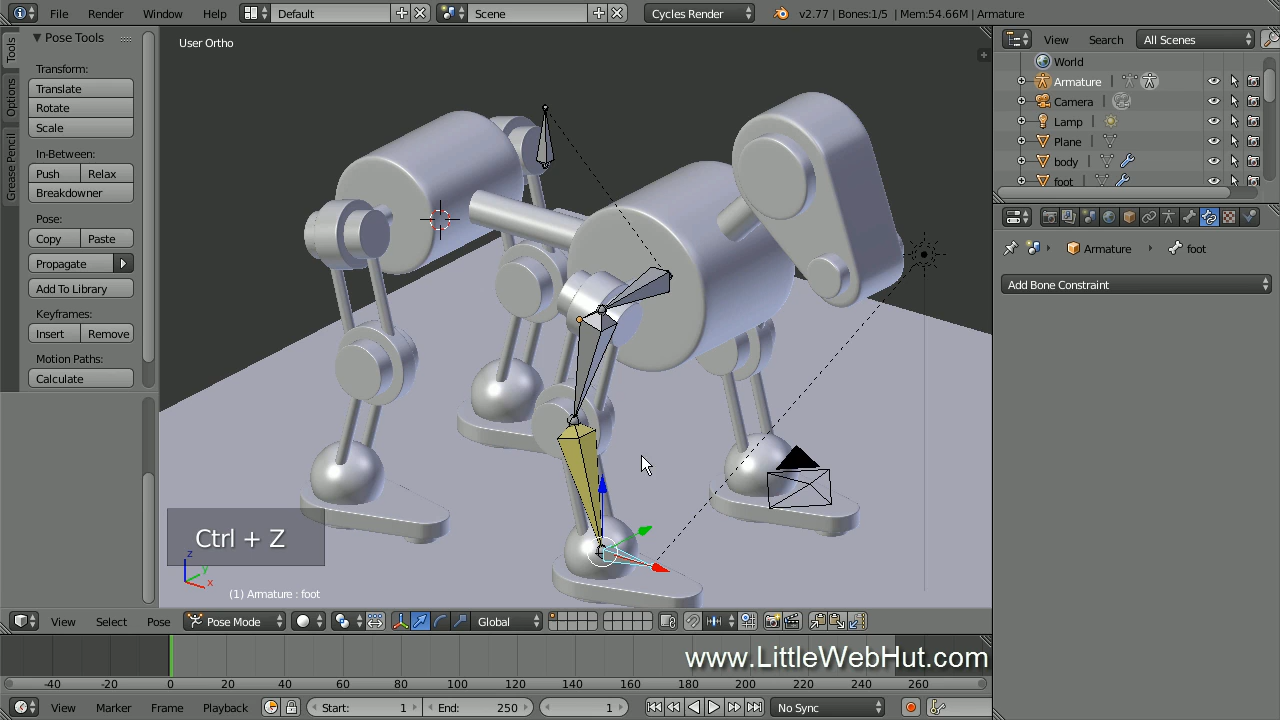 File Render Window Help Default Scene Cycles Render v2.77 | Bones:1/5 | Mem:54.66M | Armature
Pose Tools
User Ortho
View Search All Scenes
Tools
Options
Grease Pencil
Transform:
Translate
Rotate
Scale
In-Between:
Push Relax
Breakdowner
Pose:
Copy Paste
Propagate
Add To Library
Keyframes:
Insert Remove
Motion Paths:
Calculate
World
Armature
Camera
Lamp
Plane
body
foot
Armature foot
Add Bone Constraint
Ctrl + Z
z
y
x
(1) Armature : foot
View Select Pose Pose Mode Global
www.LittleWebHut.com
-40 -20 0 20 40 60 80 100 120 140 160 180 200 220 240 260
View Marker Frame Playback Start: 1 End: 250 1 No Sync